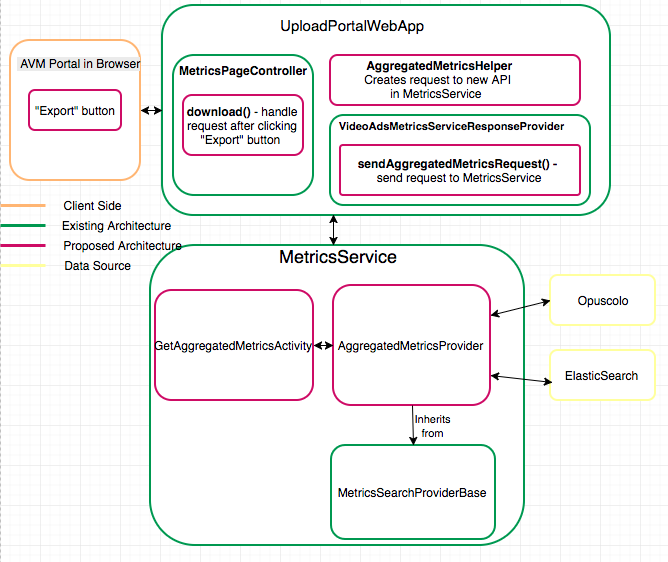 UploadPortalWebApp
AVM Portal in Browser
"Export" button
MetricsPageController
download() - handle
request after clicking
"Export" button
AggregatedMetricsHelper
Creates request to new API
in MetricsService
VideoAdsMetricsServiceResponseProvider
sendAggregatedMetricsRequest() -
send request to MetricsService
Client Side
Existing Architecture
Proposed Architecture
Data Source
MetricsService
GetAggregatedMetricsActivity
AggregatedMetricsProvider
Opuscolo
ElasticSearch
Inherits
from
MetricsSearchProviderBase